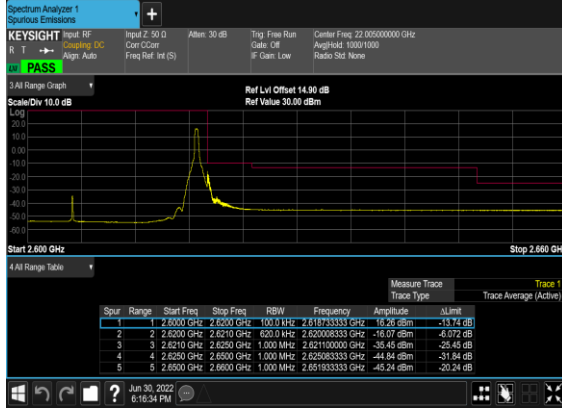 Spectrum Analyzer 1
Spurious Emissions
KEYSIGHT Input: RF
R T Coupling: DC
Align: Auto
Input Z: 50 Ω
Corr CCorr
Freq Ref: Int (S)
Atten: 30 dB
Trig: Free Run
Gate: Off
IF Gain: Low
Center Freq: 22.005000000 GHz
Avg|Hold: 1000/1000
Radio Std: None
PASS
3 All Range Graph
Scale/Div 10.0 dB
Ref Lvl Offset 14.90 dB
Ref Value 30.00 dBm
Log
20.0
10.0
0.00
-10.0
-20.0
-30.0
-40.0
-50.0
-60.0
Start 2.600 GHz
Stop 2.660 GH
4 All Range Table
Measure Trace Trace 1
Trace Type Trace Average (Active)
Spur Range Start Freq Stop Freq RBW Frequency Amplitude ΔLimit
1 1 2.6000 GHz 2.6200 GHz 100.0 kHz 2.618733333 GHz 16.26 dBm -13.74 dB
2 2 2.6200 GHz 2.6210 GHz 620.0 kHz 2.620008333 GHz -16.07 dBm -6.072 dB
3 3 2.6210 GHz 2.6250 GHz 1.000 MHz 2.621100000 GHz -35.45 dBm -25.45 dB
4 4 2.6250 GHz 2.6500 GHz 1.000 MHz 2.625083333 GHz -44.84 dBm -31.84 dB
5 5 2.6500 GHz 2.6600 GHz 1.000 MHz 2.651933333 GHz -45.24 dBm -20.24 dB
Jun 30, 2022
6:16:34 PM